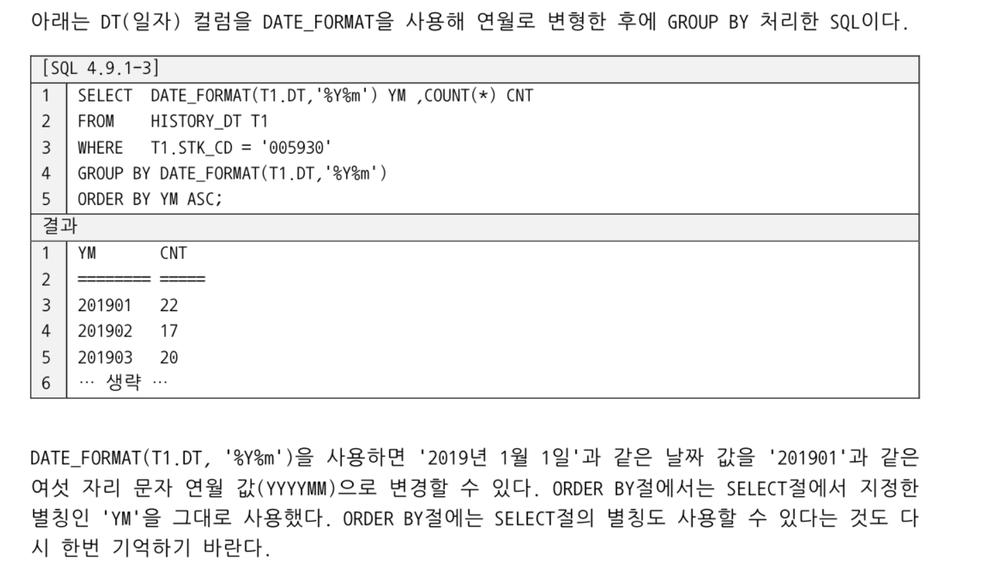 아래는 DT(일자) 컬럼을 DATE_FORMAT을 사용해 연월로 변형한 후에 GROUP BY 처리한 SQL이다.
[SQL 4.9.1-3]
1 SELECT DATE_FORMAT(T1.DT,'%Y%m') YM ,COUNT(*) CNT
2 FROM HISTORY_DT T1
3 WHERE T1.STK_CD = '005930'
4 GROUP BY DATE_FORMAT(T1.DT,'%Y%m')
5 ORDER BY YM ASC;
결과
1 YM CNT
2 ======== =====
3 201901 22
4 201902 17
5 201903 20
6 … 생략 …
DATE_FORMAT(T1.DT, '%Y%m')을 사용하면 '2019년 1월 1일'과 같은 날짜 값을 '201901'과 같은
여섯 자리 문자 연월 값(YYYYMM)으로 변경할 수 있다. ORDER BY절에서는 SELECT절에서 지정한
별칭인 'YM'을 그대로 사용했다. ORDER BY절에는 SELECT절의 별칭도 사용할 수 있다는 것도 다
시 한번 기억하기 바란다.